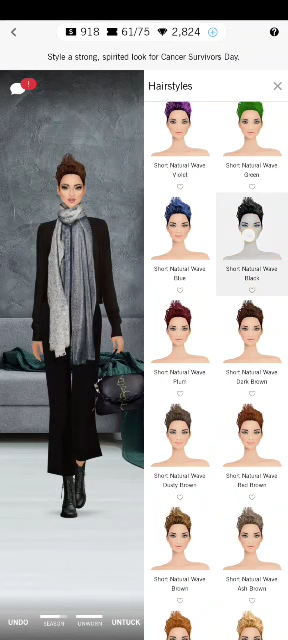 918 61/75 2,824
Style a strong, spirited look for Cancer Survivors Day.
Hairstyles
Short Natural Wave
Violet
Short Natural Wave
Green
Short Natural Wave
Blue
Short Natural Wave
Black
Short Natural Wave
Plum
Short Natural Wave
Dark Brown
Short Natural Wave
Dusty Brown
Short Natural Wave
Red Brown
Short Natural Wave
Brown
Short Natural Wave
Ash Brown
UNDO
SEASON
UNWORN
UNTUCK